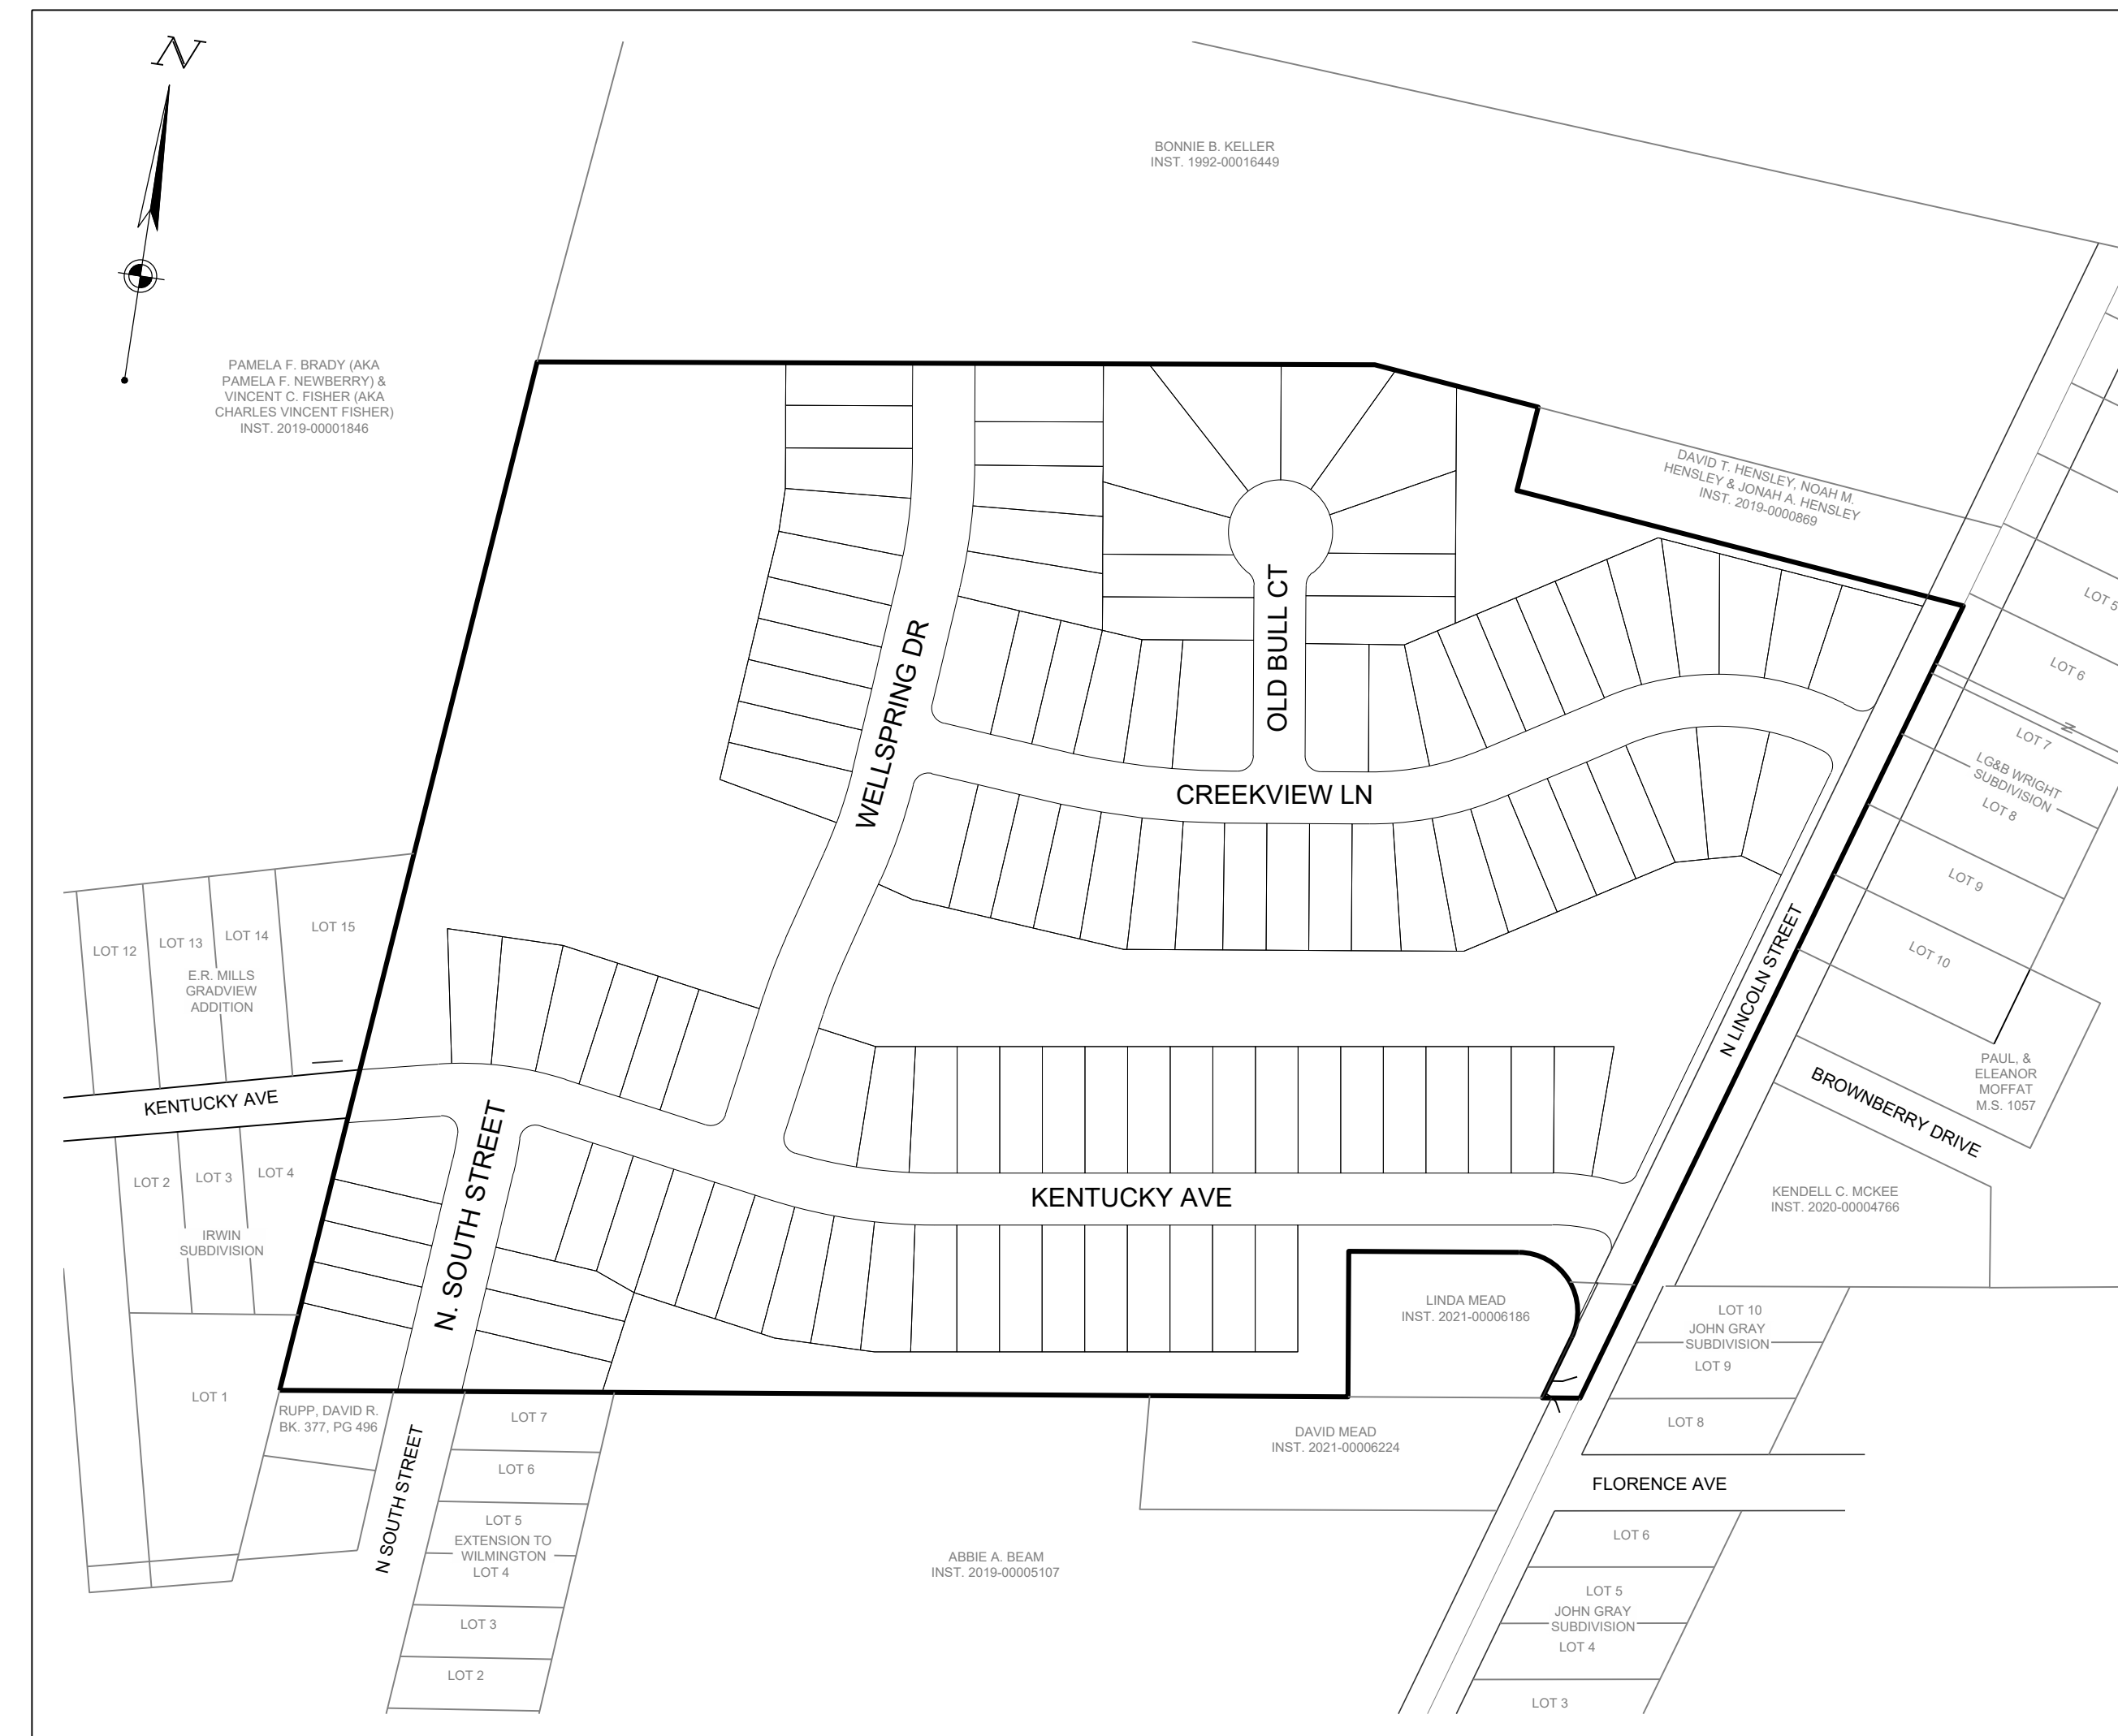 N
BONNIE B. KELLER
INST. 1992-00016449
PAMELA F. BRADY (AKA
PAMELA F. NEWBERRY) &
VINCENT C. FISHER (AKA
CHARLES VINCENT FISHER)
INST. 2019-00001846
DAVID T. HENSLEY, NOAH M.
HENSLEY & JONAH A. HENSLEY
INST. 2019-0000869
OLD BULL CT
WELLSPRING DR
CREEKVIEW LN
LOT 5
LOT 6
N
LOT 7
LG&B WRIGHT
SUBDIVISION
LOT 8
LOT 9
LOT 10
N LINCOLN STREET
LOT 12
LOT 13
LOT 14
LOT 15
E.R. MILLS
GRADVIEW
ADDITION
KENTUCKY AVE
PAUL, &
ELEANOR
MOFFAT
M.S. 1057
BROWNBERRY DRIVE
LOT 2
LOT 3
LOT 4
IRWIN
SUBDIVISION
N. SOUTH STREET
KENTUCKY AVE
KENDELL C. MCKEE
INST. 2020-00004766
LINDA MEAD
INST. 2021-00006186
LOT 10
JOHN GRAY
SUBDIVISION
LOT 9
LOT 8
LOT 1
RUPP, DAVID R.
BK. 377, PG 496
N SOUTH STREET
LOT 7
LOT 6
LOT 5
EXTENSION TO
WILMINGTON
LOT 4
LOT 3
LOT 2
DAVID MEAD
INST. 2021-00006224
ABBIE A. BEAM
INST. 2019-00005107
FLORENCE AVE
LOT 6
LOT 5
JOHN GRAY
SUBDIVISION
LOT 4
LOT 3